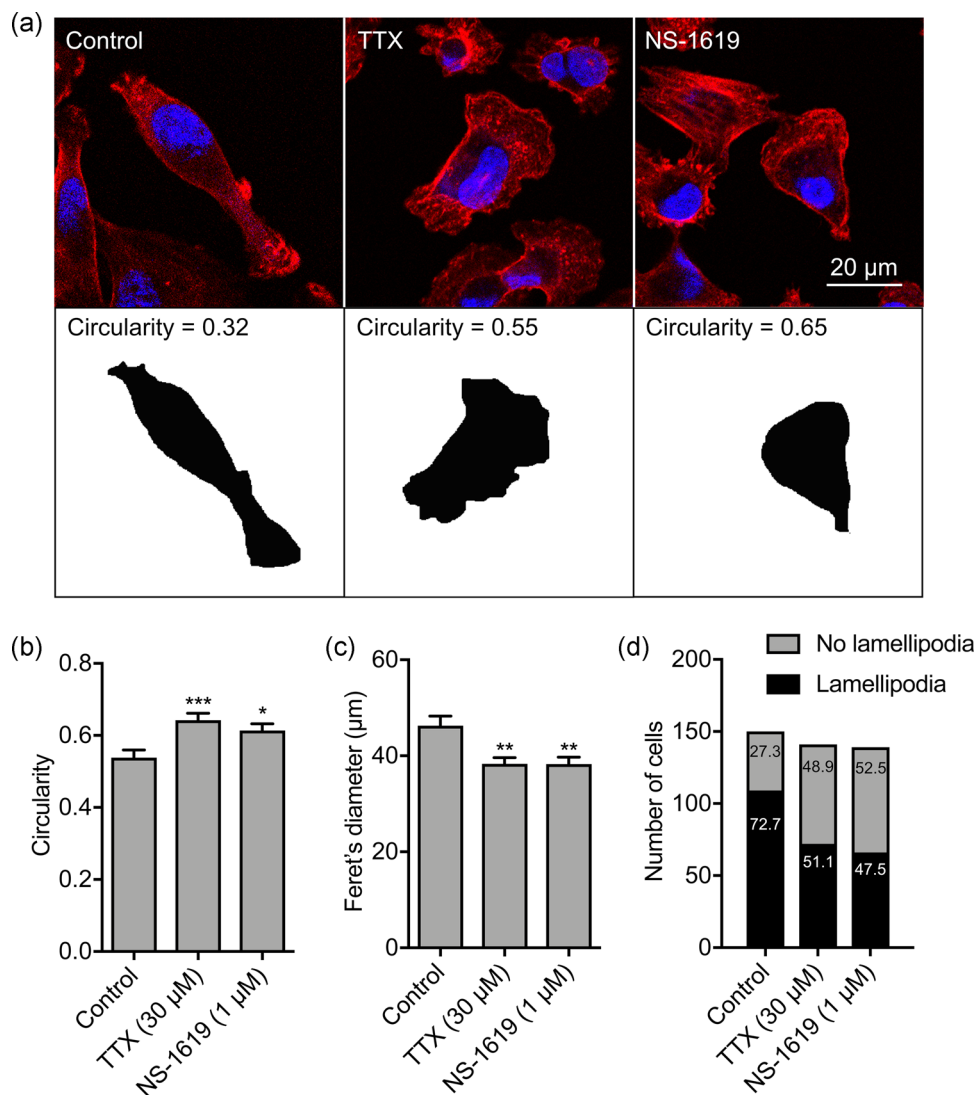 (a)
Control
TTX
NS-1619
20 μm
Circularity = 0.32
Circularity = 0.55
Circularity = 0.65
(b)
0.8
0.6
0.4
0.2
0.0
Circularity
***
*
Control
TTX (30 μM)
NS-1619 (1 μM)
(c)
60
40
20
0
Feret's diameter (μm)
**
**
Control
TTX (30 μM)
NS-1619 (1 μM)
(d)
No lamellipodia
Lamellipodia
200
150
100
50
0
Number of cells
27.3
48.9
52.5
72.7
51.1
47.5
Control
TTX (30 μM)
NS-1619 (1 μM)